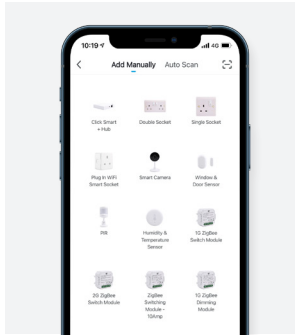 10:19
4G
Add Manually Auto Scan
Click Smart
+ Hub
Double Socket
Single Socket
Plug In WiFi
Smart Socket
Smart Camera
Window &
Door Sensor
PIR
Humidity &
Temperature
Sensor
1G ZigBee
Switch Module
2G ZigBee
Switch Module
ZigBee
Switching
Module –
10Amp
1G ZigBee
Dimming
Module